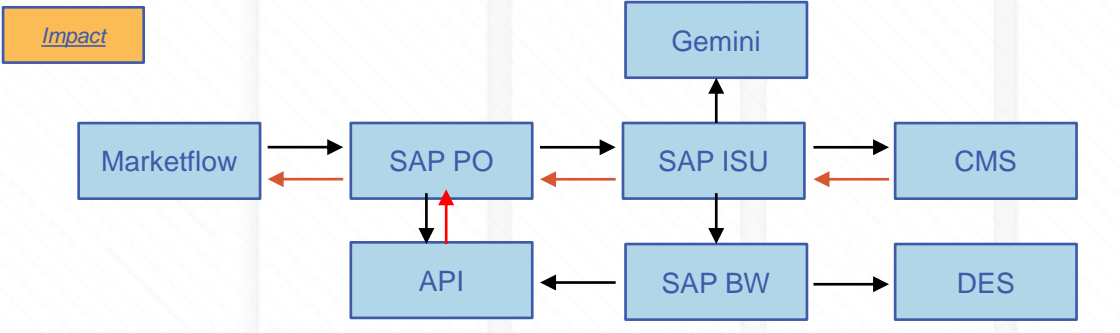 Impact
Gemini
Marketflow
SAP PO
SAP ISU
CMS
API
SAP BW
DES